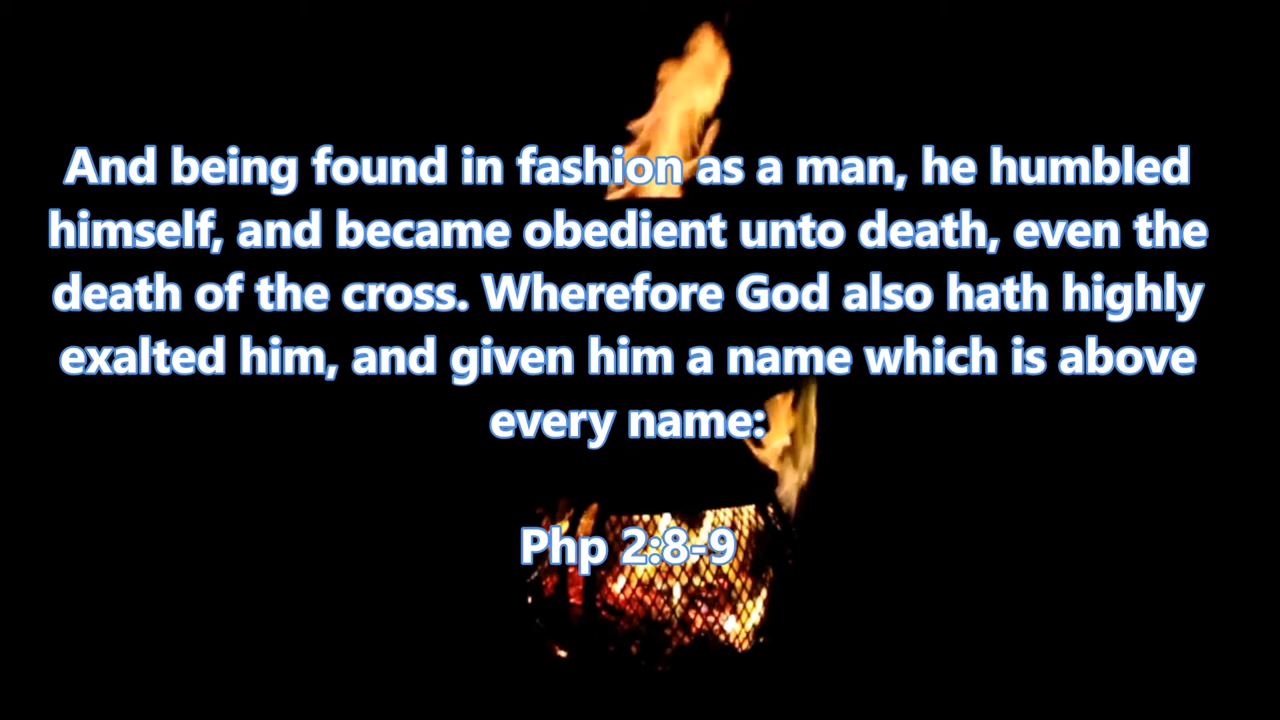 And being found in fashion as a man, he humbled
himself, and became obedient unto death, even the
death of the cross. Wherefore God also hath highly
exalted him, and given him a name which is above
every name:
Php 2:8-9